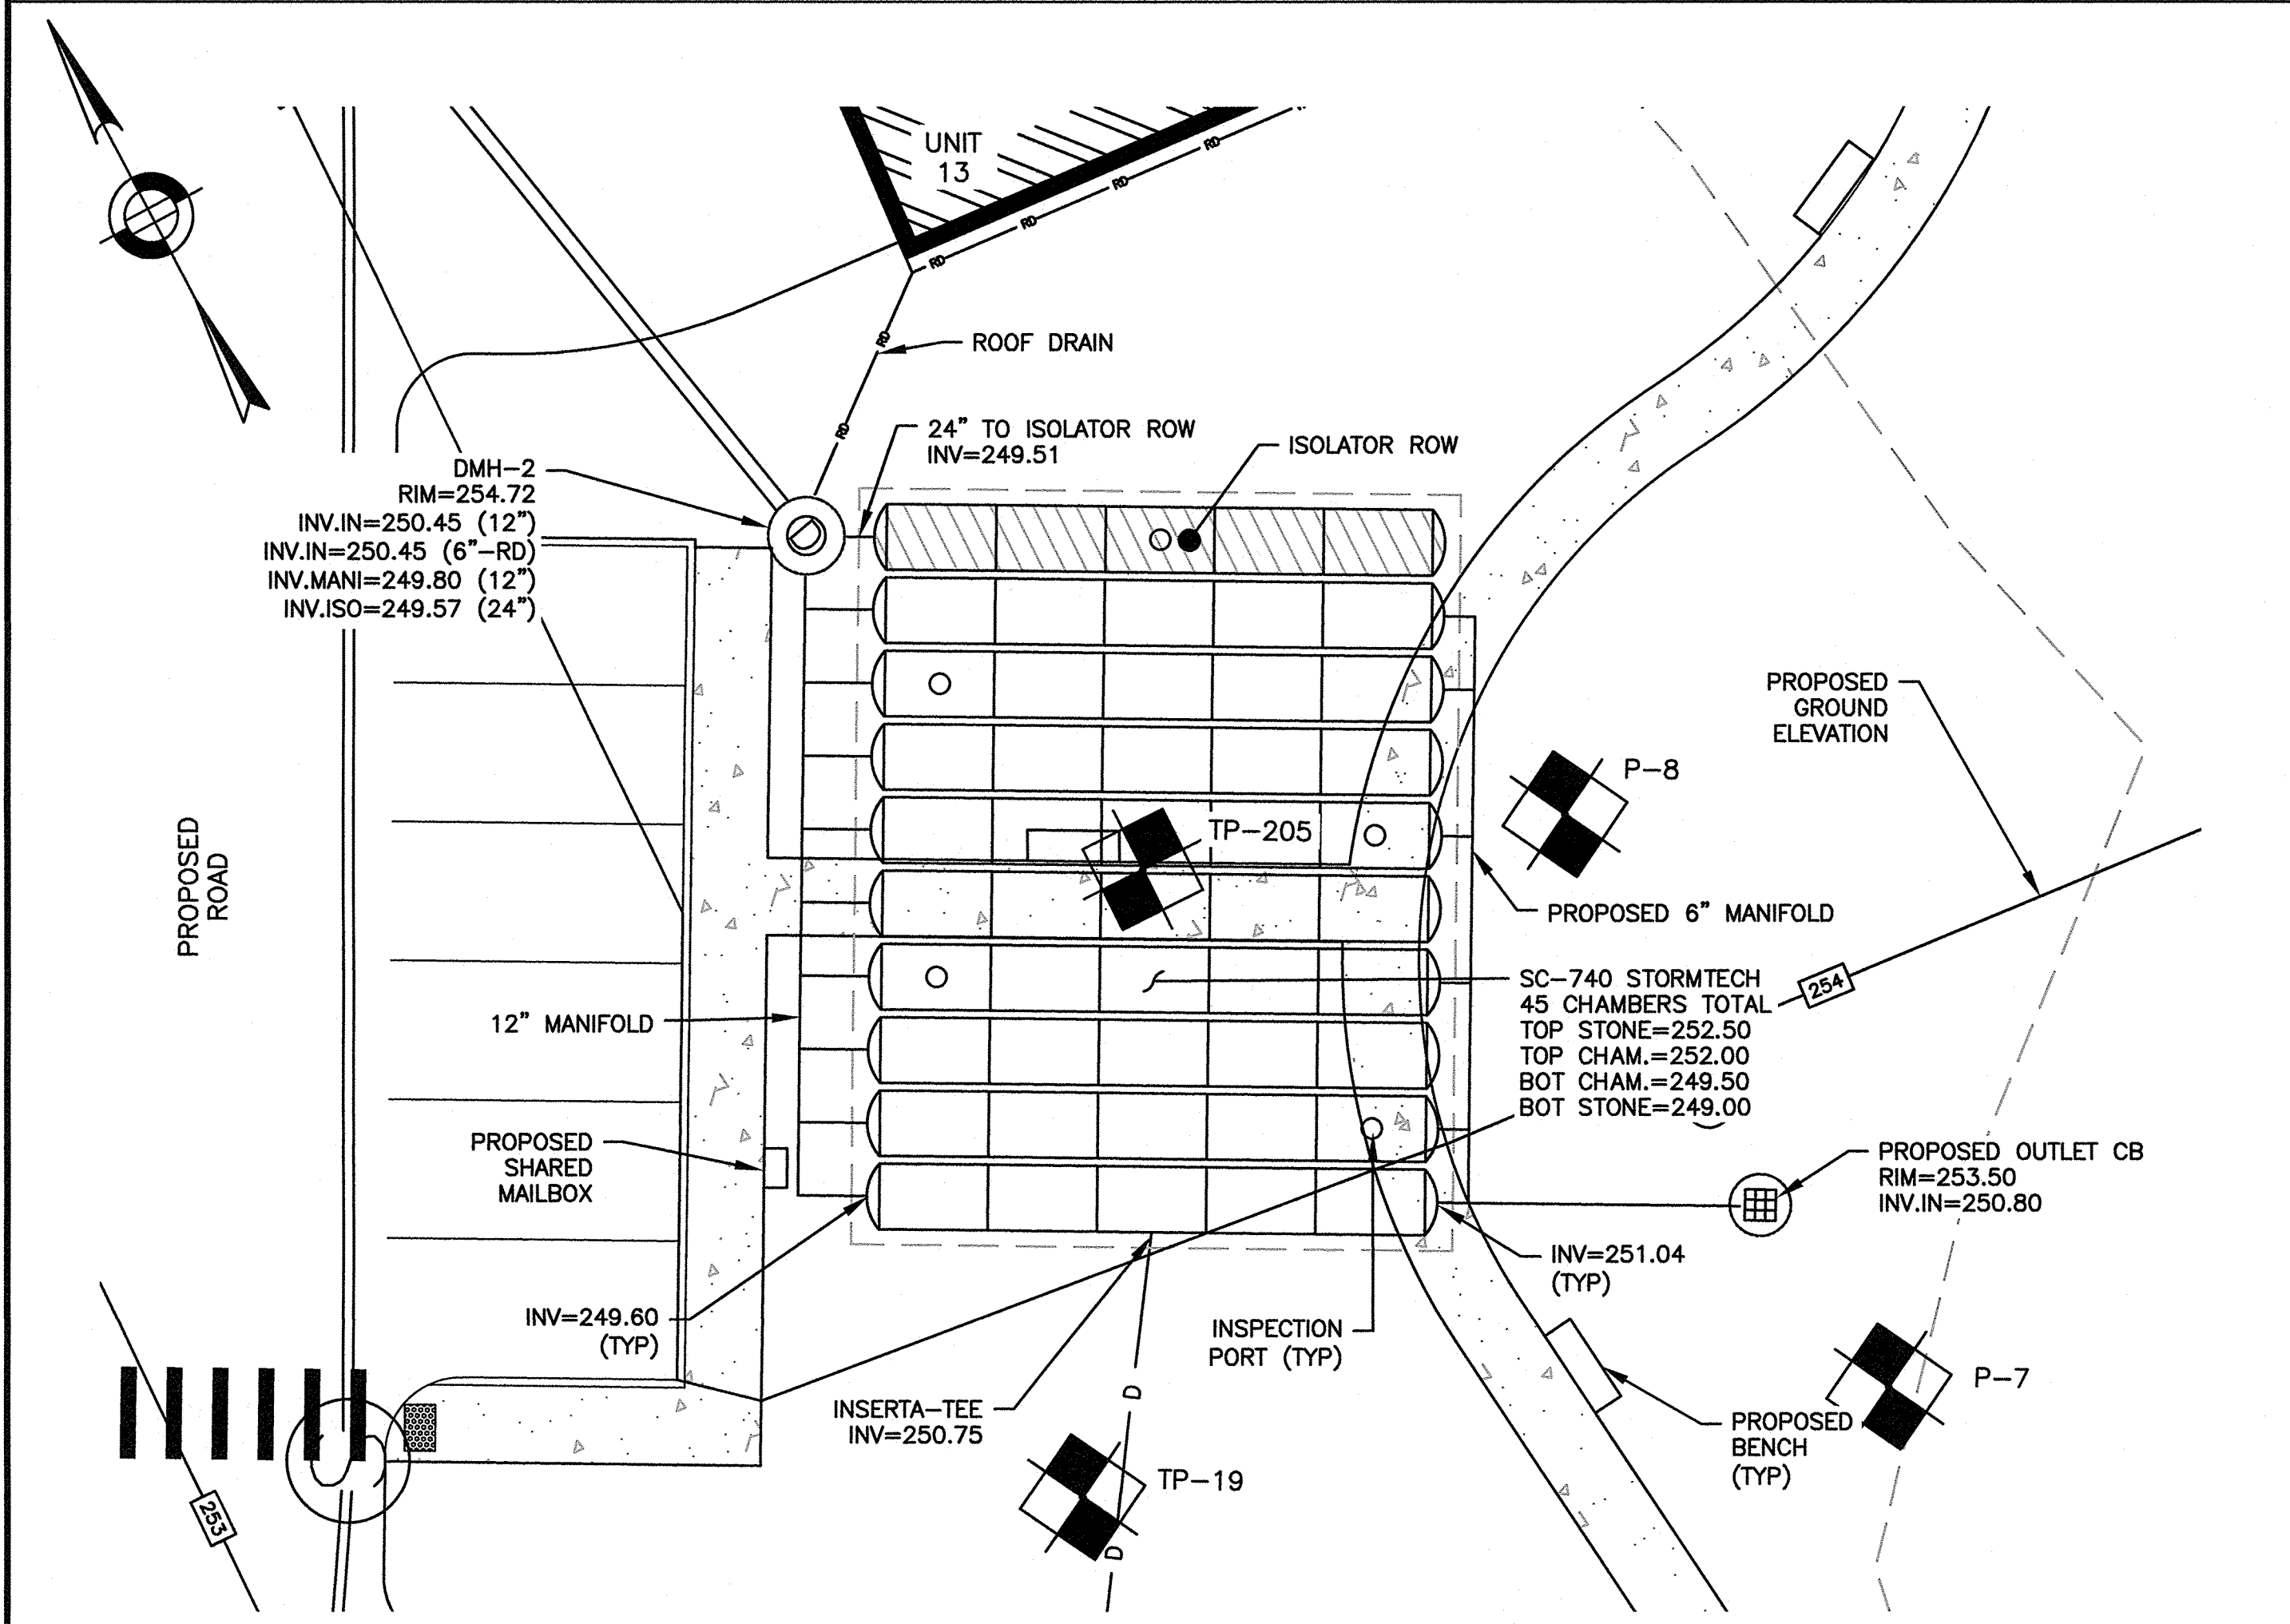 UNIT
13
RD
RD
RD
RD
RD
RD
ROOF DRAIN
24" TO ISOLATOR ROW
INV=249.51
ISOLATOR ROW
DMH-2
RIM=254.72
INV.IN=250.45 (12")
INV.IN=250.45 (6"-RD)
INV.MANI=249.80 (12")
INV.ISO=249.57 (24")
PROPOSED
GROUND
ELEVATION
P-8
TP-205
PROPOSED
ROAD
PROPOSED 6" MANIFOLD
SC-740 STORMTECH
45 CHAMBERS TOTAL
TOP STONE=252.50
TOP CHAM.=252.00
BOT CHAM.=249.50
BOT STONE=249.00
254
12" MANIFOLD
PROPOSED
SHARED
MAILBOX
PROPOSED OUTLET CB
RIM=253.50
INV.IN=250.80
INV=251.04
(TYP)
INV=249.60
(TYP)
INSPECTION
PORT (TYP)
INSERTA-TEE
INV=250.75
D
D
TP-19
P-7
PROPOSED
BENCH
(TYP)
253